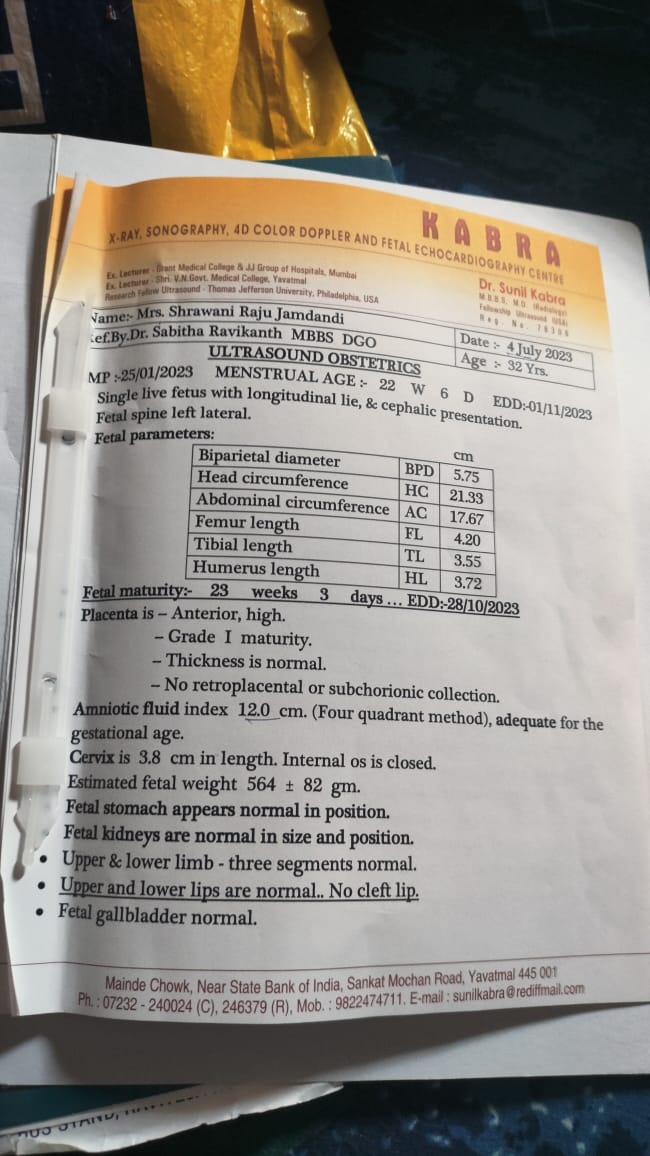 KABRA
X-RAY, SONOGRAPHY, 4D COLOR DOPPLER AND FETAL ECHOCARDIOGRAPHY CENTRE
Ex. Lecturer - Grant Medical College & JJ Group of Hospitals, Mumbai
Ex. Lecturer - Shri. V.N.Govt. Medical College, Yavatmal
Research Fellow Ultrasound - Thomas Jefferson University, Philadelphia, USA
Dr. Sunil Kabra
M.B.B.S. M.D. (Radiology)
Fellowship Ultrasound (USA)
Reg. No. 78306
Name:- Mrs. Shrawani Raju Jamdandi
Date :- 4 July 2023
ef.By.Dr. Sabitha Ravikanth MBBS DGO
Age :- 32 Yrs.
ULTRASOUND OBSTETRICS
MP :-25/01/2023 MENSTRUAL AGE :- 22 W 6 D EDD:-01/11/2023
Single live fetus with longitudinal lie, & cephalic presentation.
Fetal spine left lateral.
Fetal parameters:
cm
Biparietal diameter BPD 5.75
Head circumference HC 21.33
Abdominal circumference AC 17.67
Femur length FL 4.20
Tibial length TL 3.55
Humerus length HL 3.72
Fetal maturity:- 23 weeks 3 days ... EDD:-28/10/2023
Placenta is – Anterior, high.
– Grade I maturity.
– Thickness is normal.
– No retroplacental or subchorionic collection.
Amniotic fluid index 12.0 cm. (Four quadrant method), adequate for the
gestational age.
Cervix is 3.8 cm in length. Internal os is closed.
Estimated fetal weight 564 ± 82 gm.
Fetal stomach appears normal in position.
Fetal kidneys are normal in size and position.
• Upper & lower limb - three segments normal.
• Upper and lower lips are normal.. No cleft lip.
• Fetal gallbladder normal.
Mainde Chowk, Near State Bank of India, Sankat Mochan Road, Yavatmal 445 001
Ph. : 07232 - 240024 (C), 246379 (R), Mob. : 9822474711. E-mail : sunilkabra@rediffmail.com